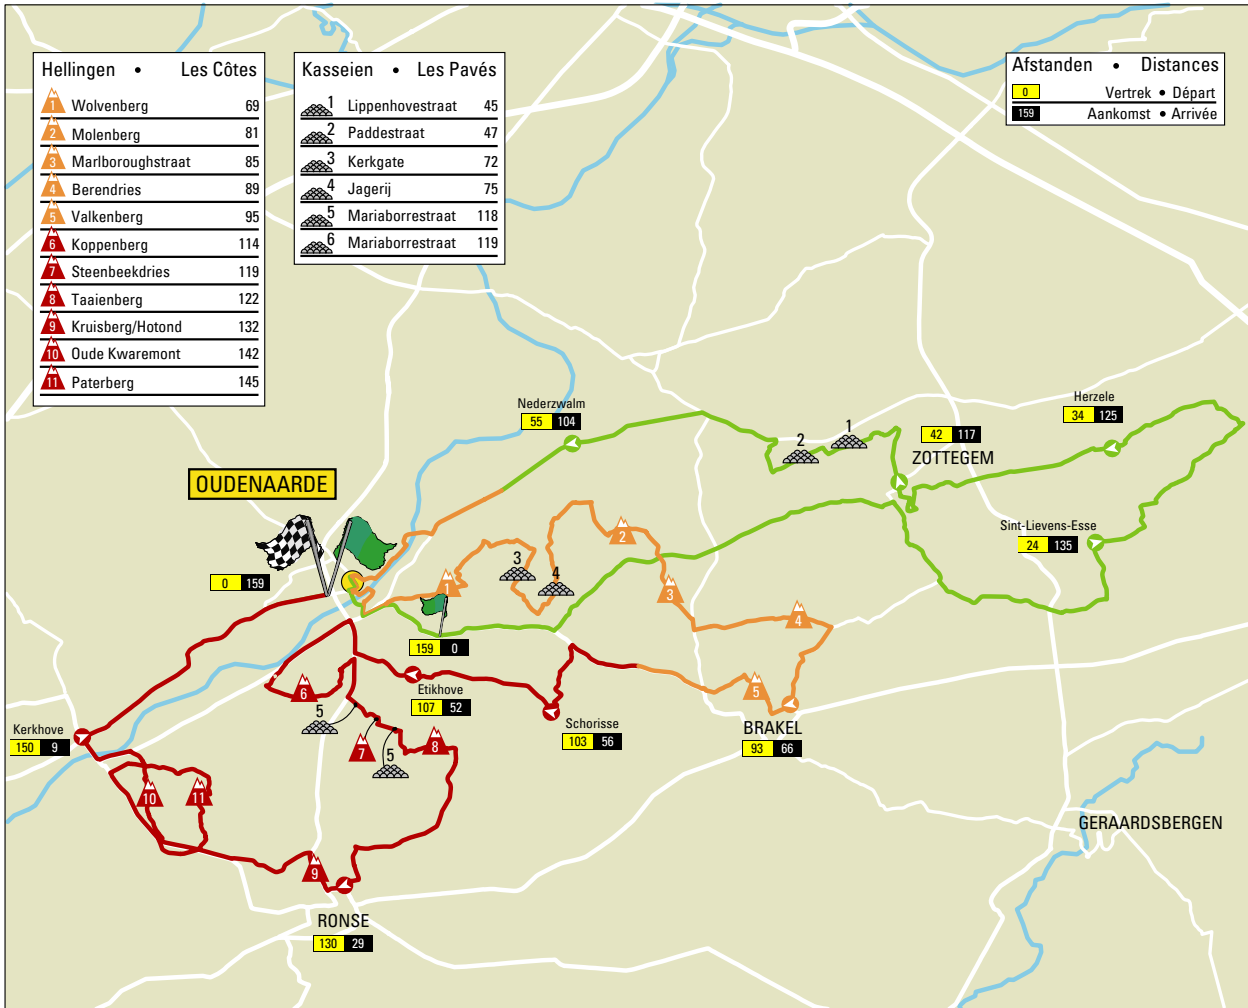 Hellingen • Les Côtes
1 Wolvenberg 69
2 Molenberg 81
3 Marlboroughstraat 85
4 Berendries 89
5 Valkenberg 95
6 Koppenberg 114
7 Steenbeekdries 119
8 Taaienberg 122
9 Kruisberg/Hotond 132
10 Oude Kwaremont 142
11 Paterberg 145
Kasseien • Les Pavés
1 Lippenhovestraat 45
2 Paddestraat 47
3 Kerkgate 72
4 Jagerij 75
5 Mariaborrestraat 118
6 Mariaborrestraat 119
Afstanden • Distances
0 Vertrek • Départ
159 Aankomst • Arrivée
Nederzwalm
55 104
Herzele
34 125
42 117
ZOTTEGEM
1
2
OUDENAARDE
Sint-Lievens-Esse
24 135
0 159
1
2
3
4
3
4
159 0
5
BRAKEL
93 66
Etikhove
107 52
Schorisse
103 56
6
5
7
8
5
Kerkhove
150 9
10
11
9
RONSE
130 29
GERAARDSBERGEN